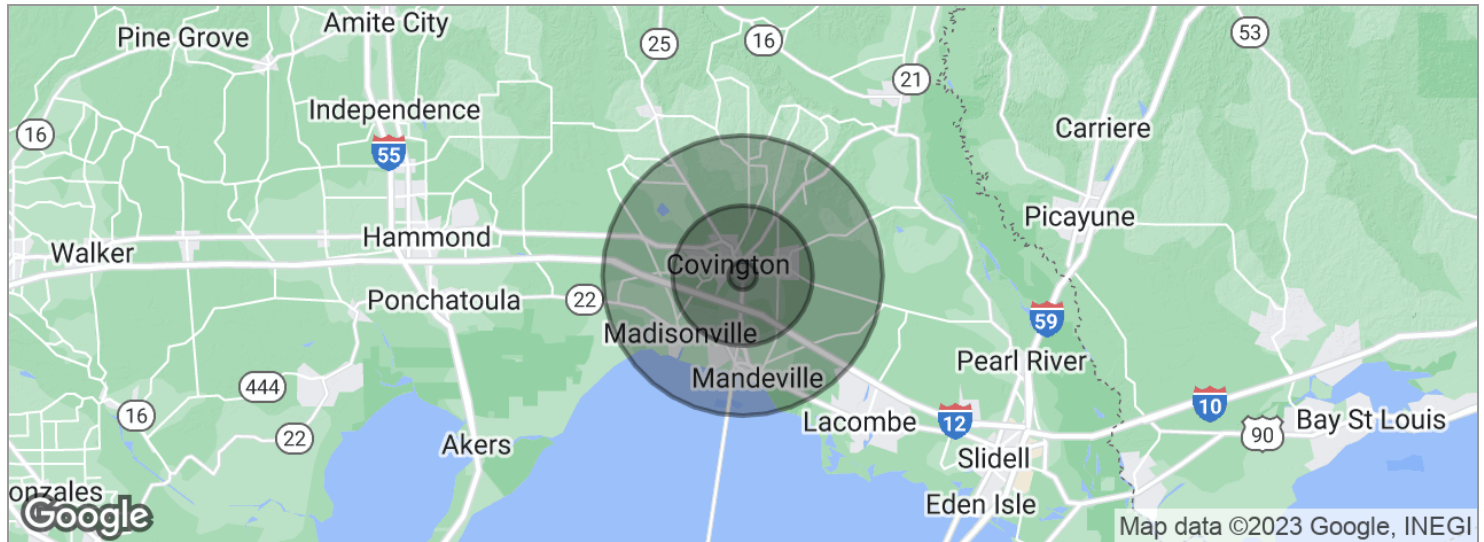 Amite City
Pine Grove
25
16
53
21
Independence
16
55
Carriere
Picayune
Hammond
Walker
Covington
Ponchatoula
22
59
Madisonville
Pearl River
Mandeville
444
10
16
Lacombe
12
Bay St Louis
90
22
Akers
Slidell
onzales
Eden Isle
Google
Map data ©2023 Google, INEGI